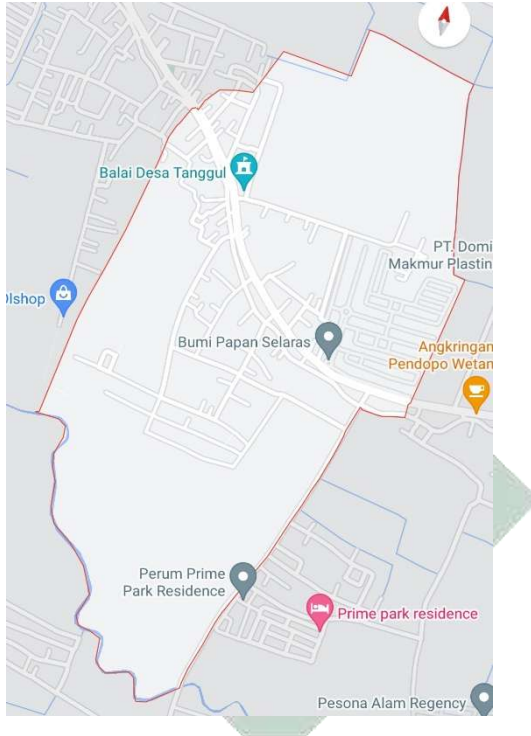 Balai Desa Tanggul
PT. Domi
Makmur Plastin
Olshop
Bumi Papan Selaras
Angkringan
Pendopo Wetan
Perum Prime
Park Residence
Prime park residence
Pesona Alam Regency